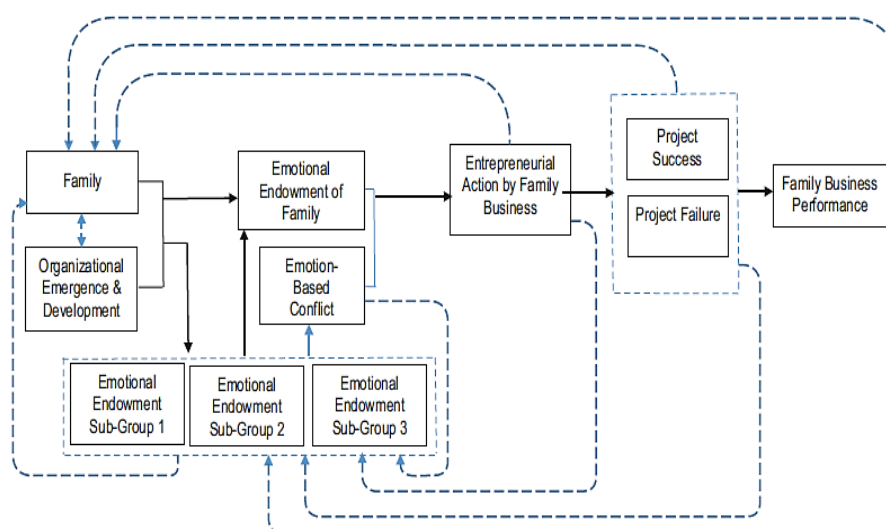 Family
Organizational
Emergence &
Development
Emotional
Endowment of
Family
Emotion-
Based
Conflict
Entrepreneurial
Action by Family
Business
Project
Success
Project Failure
Family Business
Performance
Emotional
Endowment
Sub-Group 1
Emotional
Endowment
Sub-Group 2
Emotional
Endowment
Sub-Group 3